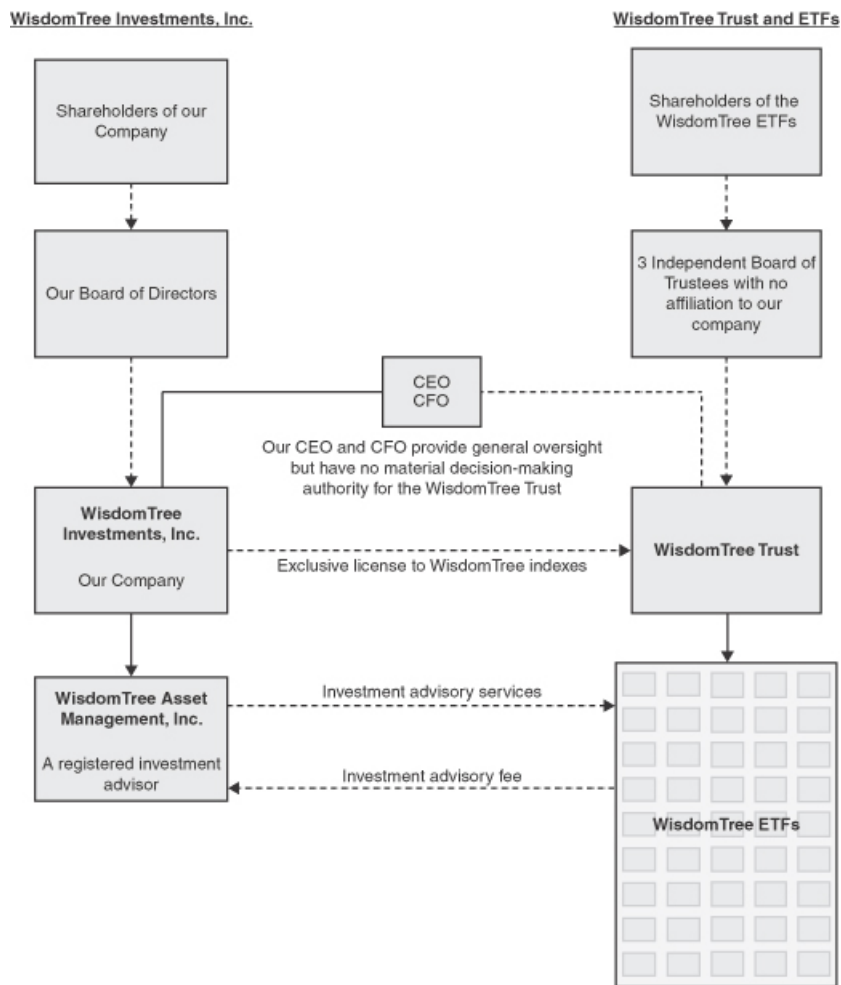 WisdomTree Investments, Inc.
WisdomTree Trust and ETFs
Shareholders of our
Company
Shareholders of the
WisdomTree ETFs
Our Board of Directors
3 Independent Board of
Trustees with no
affiliation to our
company
CEO
CFO
Our CEO and CFO provide general oversight
but have no material decision-making
authority for the WisdomTree Trust
WisdomTree
Investments, Inc.
Our Company
Exclusive license to WisdomTree indexes
WisdomTree Trust
WisdomTree Asset
Management, Inc.
A registered investment
advisor
Investment advisory services
Investment advisory fee
WisdomTree ETFs